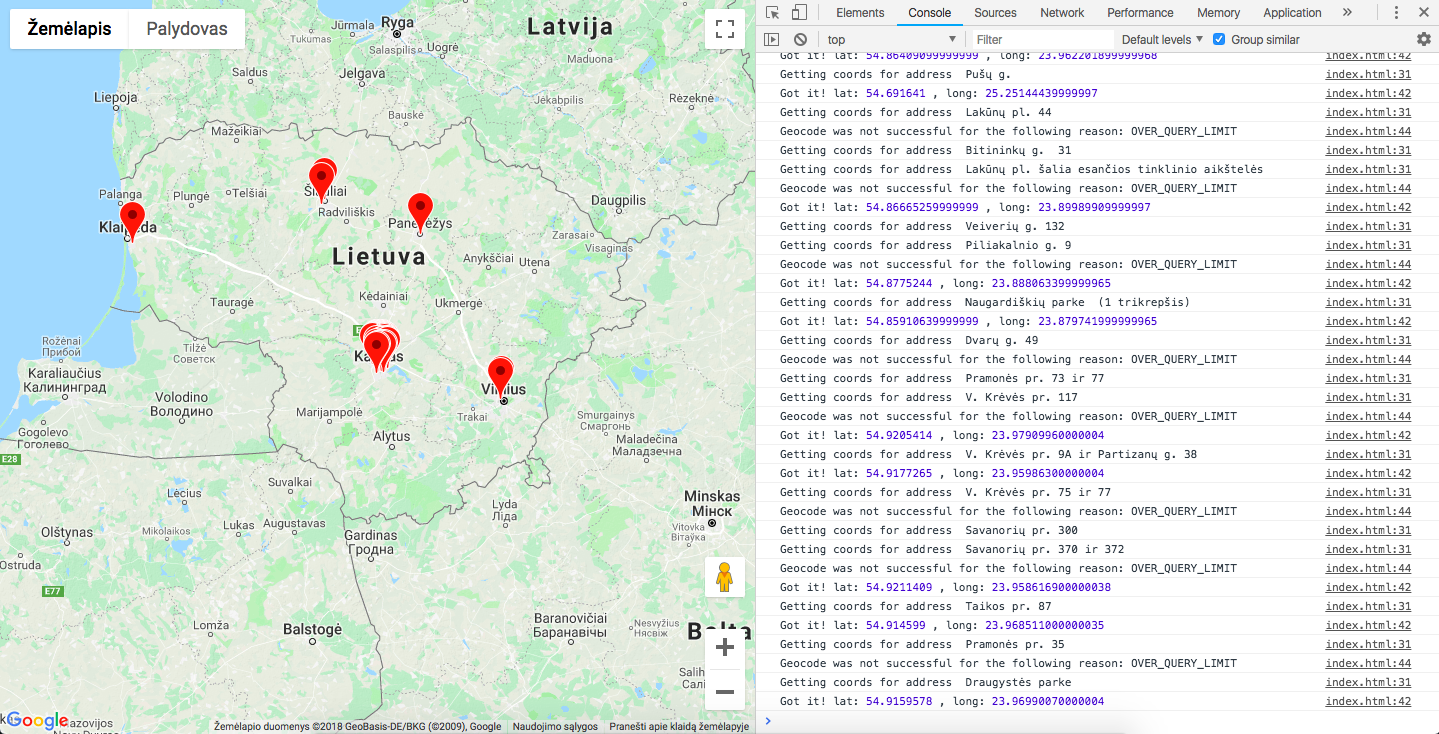 Žemėlapis
Palydovas
Latvija
Ryga
Jūrmala
Tukumas
Salaspilis
Ogrė
Saldus
Jelgava
Maduona
Liepoja
Jėkabpilis
Rėzeknė
Bauskė
Mažeikiai
Palanga
Plungė
Telšiai
Šiauliai
Radviliškis
Klaipėda
Panevėžys
Daugpilis
Zarasai
Visaginas
Lietuva
Anykščiai
Utena
Kėdainiai
Tauragė
Ukmergė
Rožėnai
Прибой
Tilžė
Советск
Kaunas
Karaliaučius
Калининград
Vilnius
Volodino
Володино
Marijampolė
Trakai
Smurgainys
Смаргонь
Gogolevo
Гоголево
Alytus
Maladečina
Маладзечна
E28
Suvalkai
Lėcius
Lyda
Ліда
Minskas
Мінск
Olštynas
Mikolaiskos
Lukas
Augustavas
Gardinas
Гродна
Vitovka
Вітаўка
Ostruda
E77
Lomža
Balstogė
Baranovičiai
Баранавічы
Nesvyžius
Нясвіж
Google
Žemėlapio duomenys ©2018 GeoBasis-DE/BKG (©2009), Google
Naudojimo sąlygos
Pranešti apie klaidą žemėlapyje
Elements Console Sources Network Performance Memory Application »
top Filter Default levels ▼ Group similar
Got it! lat: 54.86409099999999 , long: 23.962201899999968 index.html:42
Getting coords for address Pušų g. index.html:31
Got it! lat: 54.691641 , long: 25.25144439999997 index.html:42
Getting coords for address Lakūnų pl. 44 index.html:31
Geocode was not successful for the following reason: OVER_QUERY_LIMIT index.html:44
Getting coords for address Bitininkų g. 31 index.html:31
Getting coords for address Lakūnų pl. šalia esančios tinklinio aikštelės index.html:31
Geocode was not successful for the following reason: OVER_QUERY_LIMIT index.html:44
Got it! lat: 54.86665259999999 , long: 23.89989909999997 index.html:42
Getting coords for address Veiverių g. 132 index.html:31
Getting coords for address Piliakalnio g. 9 index.html:31
Geocode was not successful for the following reason: OVER_QUERY_LIMIT index.html:44
Got it! lat: 54.8775244 , long: 23.888063399999965 index.html:42
Getting coords for address Naugardiškių parke (1 trikrepšis) index.html:31
Got it! lat: 54.85910639999999 , long: 23.879741999999965 index.html:42
Getting coords for address Dvarų g. 49 index.html:31
Geocode was not successful for the following reason: OVER_QUERY_LIMIT index.html:44
Getting coords for address Pramonės pr. 73 ir 77 index.html:31
Getting coords for address V. Krėvės pr. 117 index.html:31
Geocode was not successful for the following reason: OVER_QUERY_LIMIT index.html:44
Got it! lat: 54.9205414 , long: 23.97909960000004 index.html:42
Getting coords for address V. Krėvės pr. 9A ir Partizanų g. 38 index.html:31
Got it! lat: 54.9177265 , long: 23.95986300000004 index.html:42
Getting coords for address V. Krėvės pr. 75 ir 77 index.html:31
Geocode was not successful for the following reason: OVER_QUERY_LIMIT index.html:44
Getting coords for address Savanorių pr. 300 index.html:31
Getting coords for address Savanorių pr. 370 ir 372 index.html:31
Geocode was not successful for the following reason: OVER_QUERY_LIMIT index.html:44
Got it! lat: 54.9211409 , long: 23.958616900000038 index.html:42
Getting coords for address Taikos pr. 87 index.html:31
Got it! lat: 54.914599 , long: 23.968511000000035 index.html:42
Getting coords for address Pramonės pr. 35 index.html:31
Geocode was not successful for the following reason: OVER_QUERY_LIMIT index.html:44
Getting coords for address Draugystės parke index.html:31
Got it! lat: 54.9159578 , long: 23.96990070000004 index.html:42